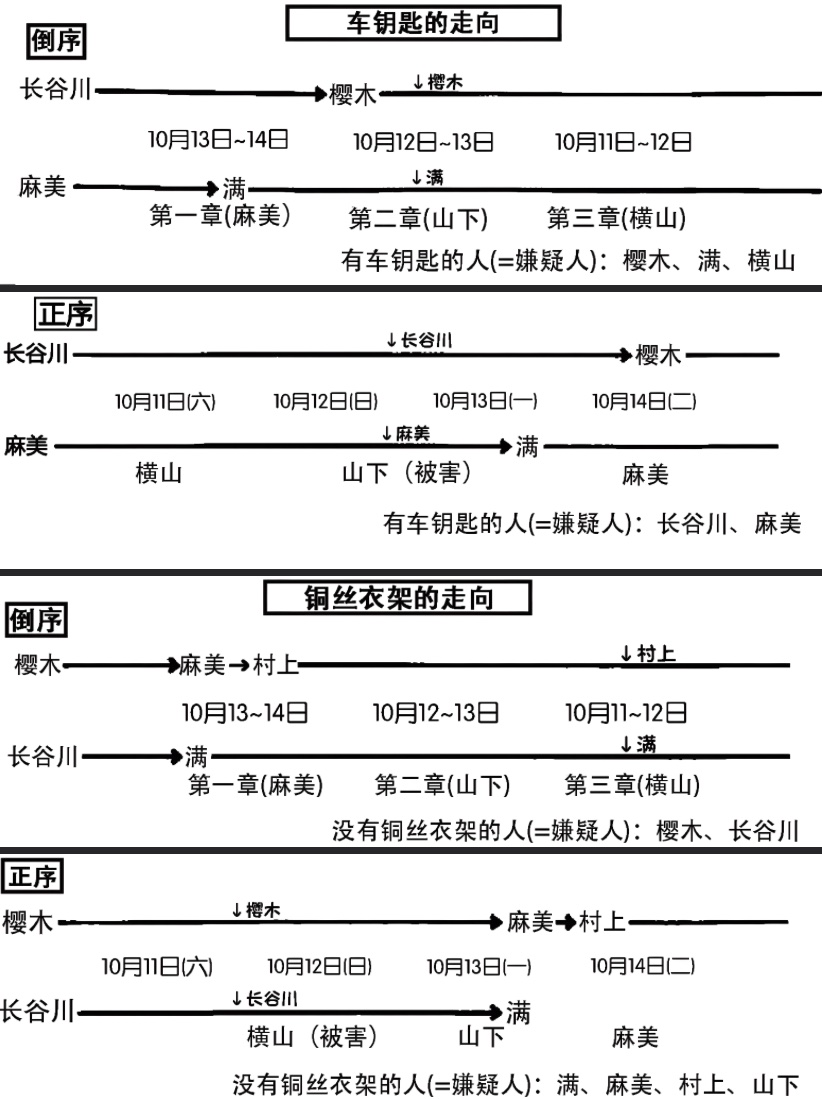 车钥匙的走向
倒序
长谷川 樱木 ↓樱木
10月13日~14日 10月12日~13日 10月11日~12日
麻美 满 ↓满
第一章(麻美) 第二章(山下) 第三章(横山)
有车钥匙的人(=嫌疑人)：樱木、满、横山
正序
↓长谷川
长谷川 樱木
10月11日(六) 10月12日(日) 10月13日(一) 10月14日(二)
↓麻美
麻美 满
横山 山下（被害） 麻美
有车钥匙的人(=嫌疑人)：长谷川、麻美
铜丝衣架的走向
倒序
↓村上
樱木 麻美→村上
10月13~14日 10月12~13日 10月11~12日
↓满
长谷川 满
第一章(麻美) 第二章(山下) 第三章(横山)
没有铜丝衣架的人(=嫌疑人)：樱木、长谷川
正序
↓樱木
樱木 麻美→村上
10月11日(六) 10月12日(日) 10月13日(一) 10月14日(二)
↓长谷川
长谷川 满
横山（被害） 山下 麻美
没有铜丝衣架的人(=嫌疑人)：满、麻美、村上、山下